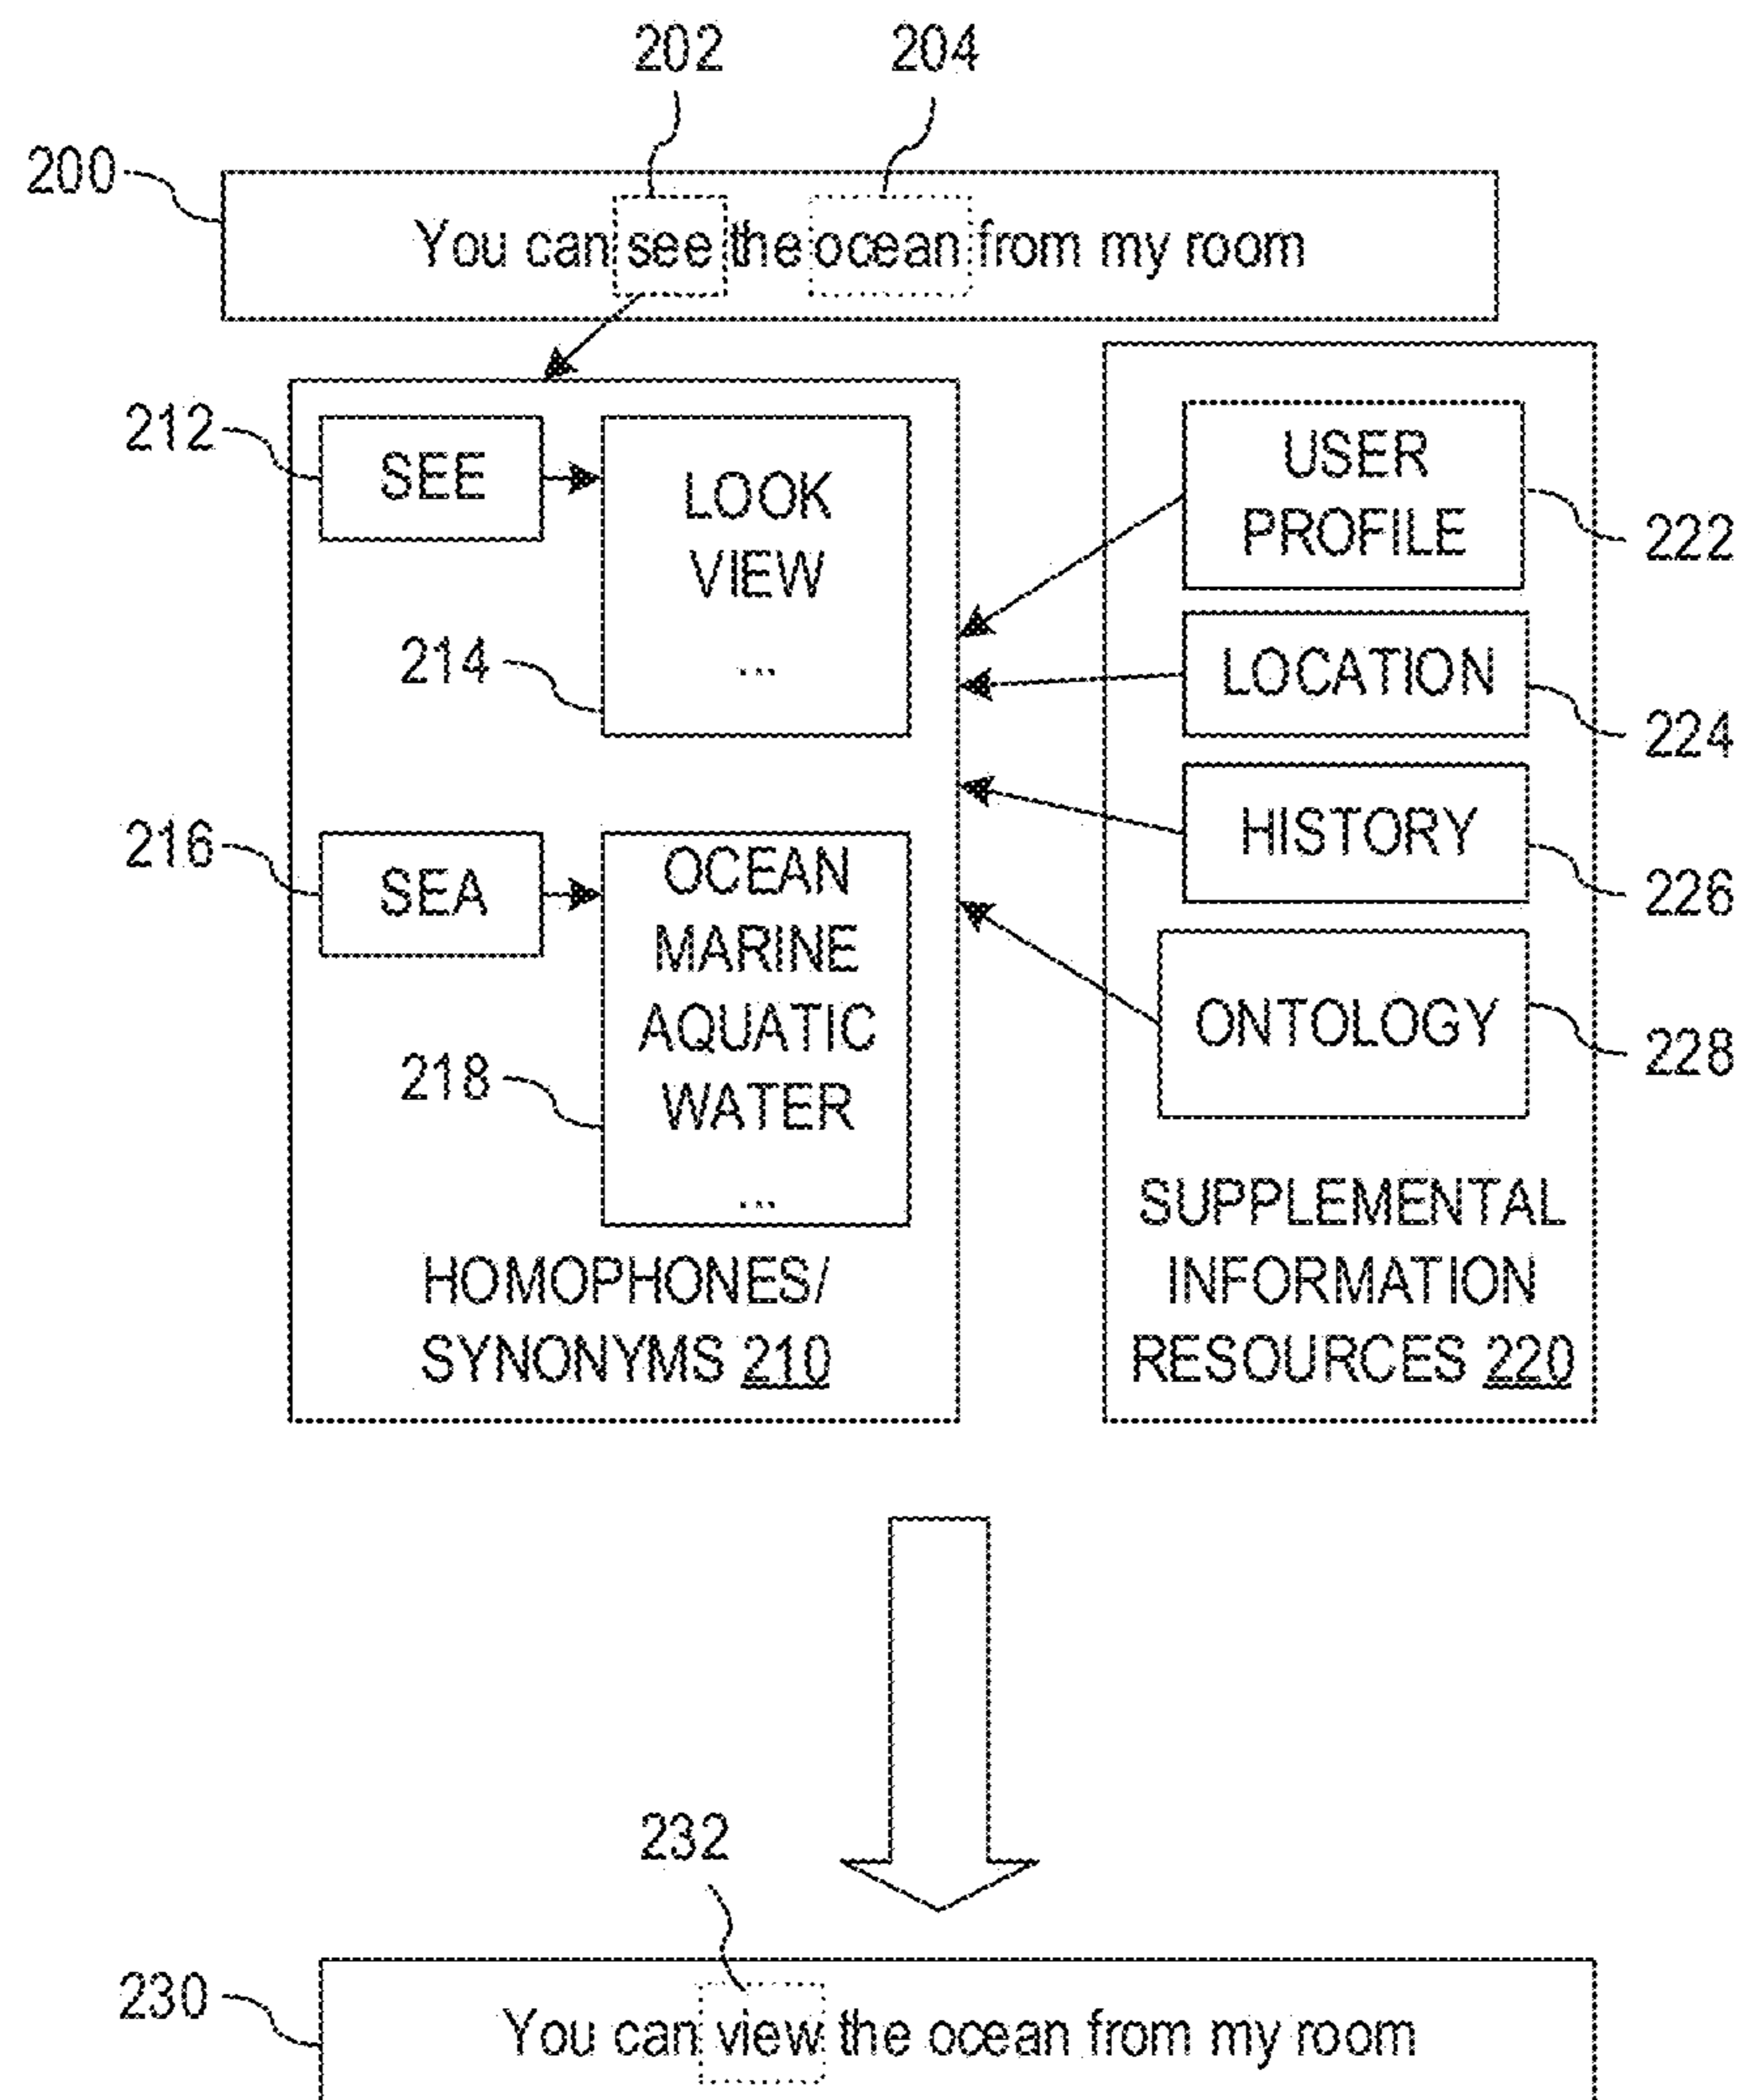 202
204
200
You can see the ocean from my room
212
SEE
LOOK
VIEW
...
214
216
SEA
OCEAN
MARINE
AQUATIC
WATER
...
218
HOMOPHONES/
SYNONYMS 210
USER
PROFILE
222
LOCATION
224
HISTORY
226
ONTOLOGY
228
SUPPLEMENTAL
INFORMATION
RESOURCES 220
232
230
You can view the ocean from my room